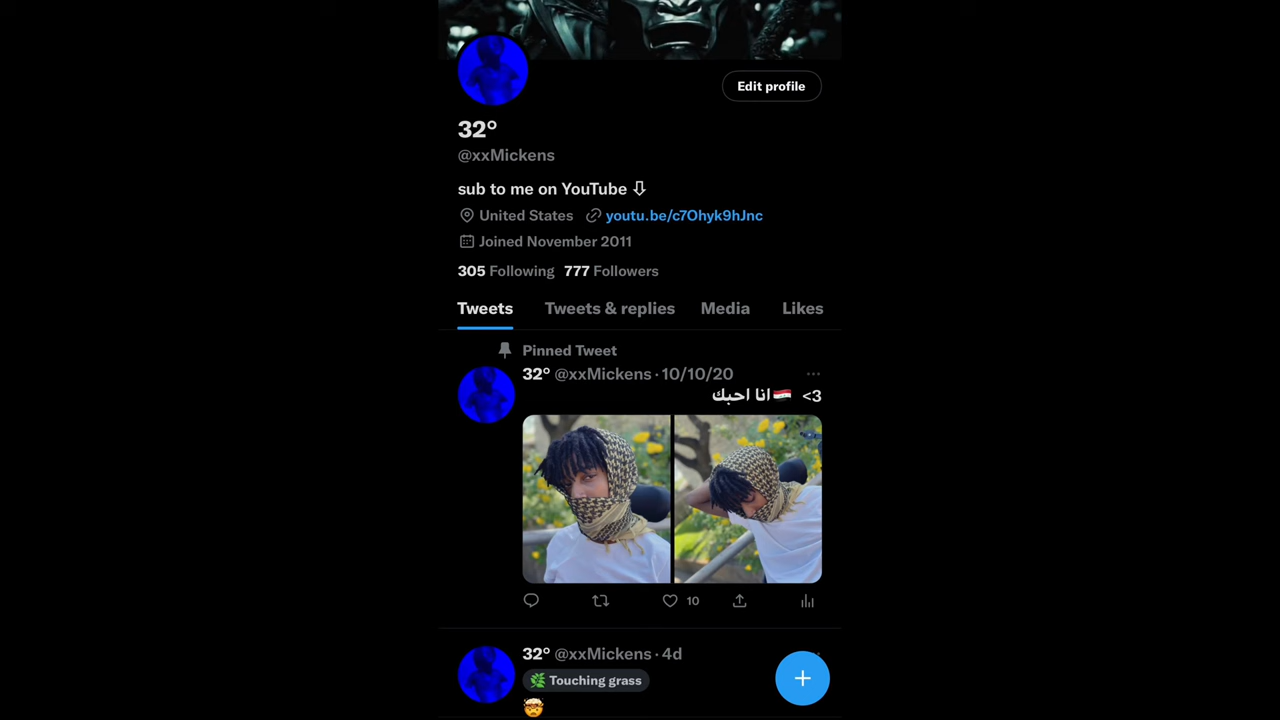 Edit profile
32°
@xxMickens
sub to me on YouTube ⇩
United States youtu.be/c7Ohyk9hJnc
Joined November 2011
305 Following 777 Followers
Tweets Tweets & replies Media Likes
Pinned Tweet
32° @xxMickens · 10/10/20
<3 🇸🇾انا احبك
10
32° @xxMickens · 4d
🌿 Touching grass
🤯